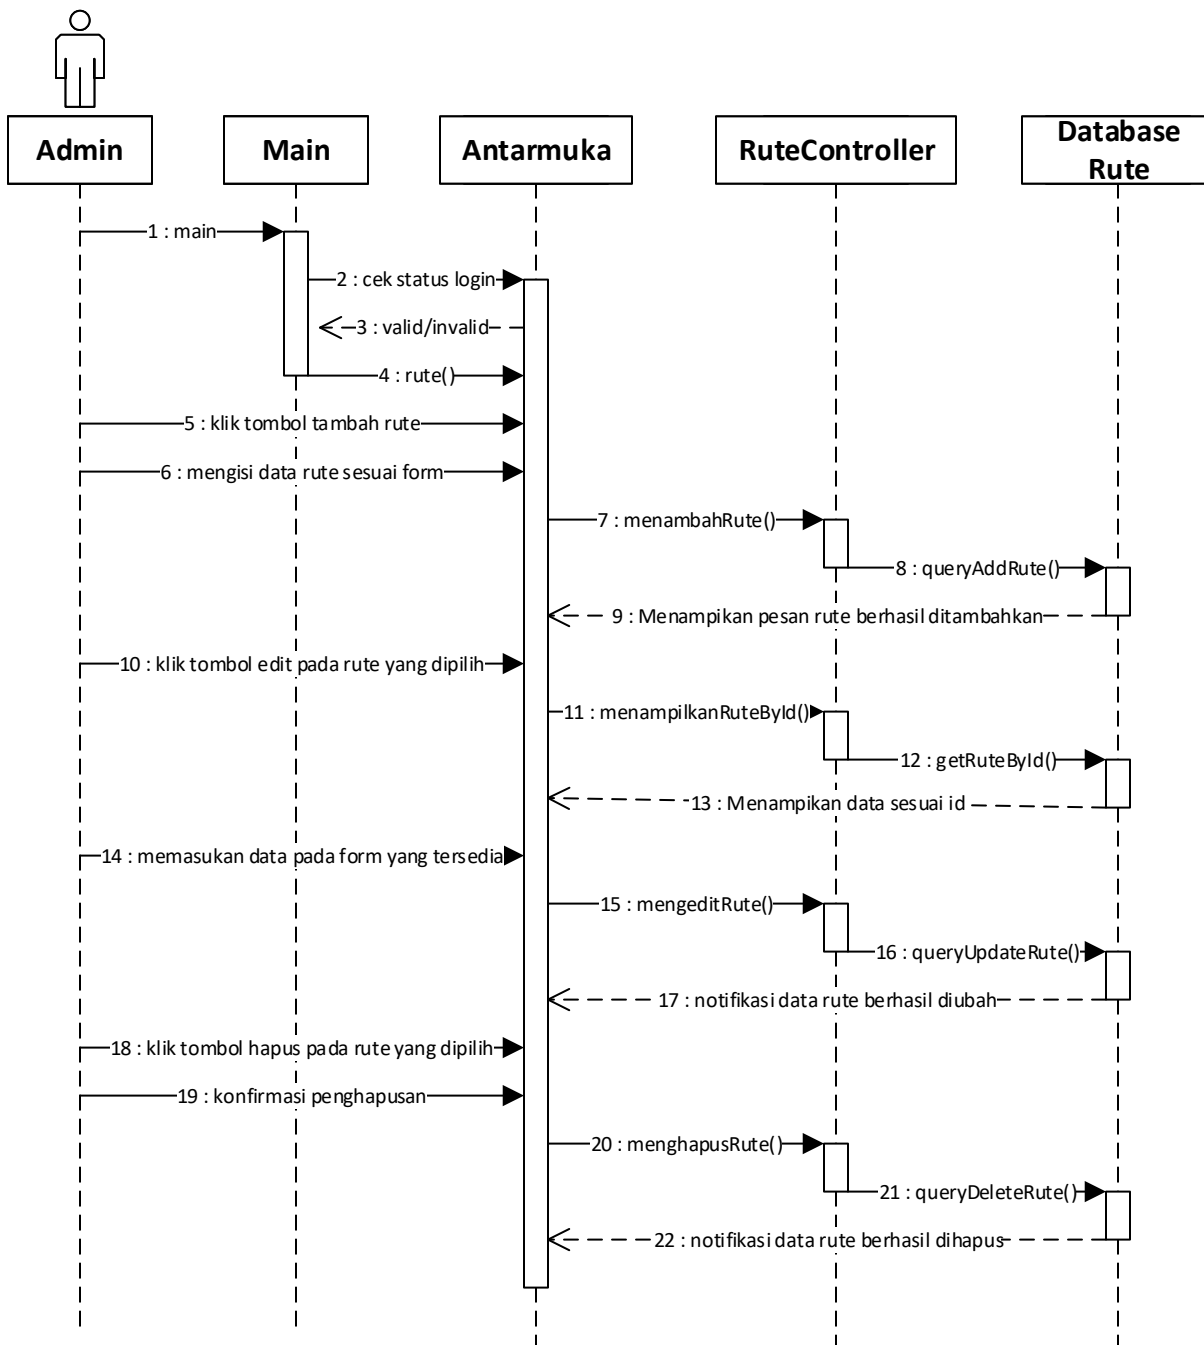 Admin
Main
Antarmuka
RuteController
Database
Rute
1 : main
2 : cek status login
3 : valid/invalid
4 : rute()
5 : klik tombol tambah rute
6 : mengisi data rute sesuai form
7 : menambahRute()
8 : queryAddRute()
9 : Menampikan pesan rute berhasil ditambahkan
10 : klik tombol edit pada rute yang dipilih
11 : menampilkanRuteById()
12 : getRuteById()
13 : Menampikan data sesuai id
14 : memasukan data pada form yang tersedia
15 : mengeditRute()
16 : queryUpdateRute()
17 : notifikasi data rute berhasil diubah
18 : klik tombol hapus pada rute yang dipilih
19 : konfirmasi penghapusan
20 : menghapusRute()
21 : queryDeleteRute()
22 : notifikasi data rute berhasil dihapus